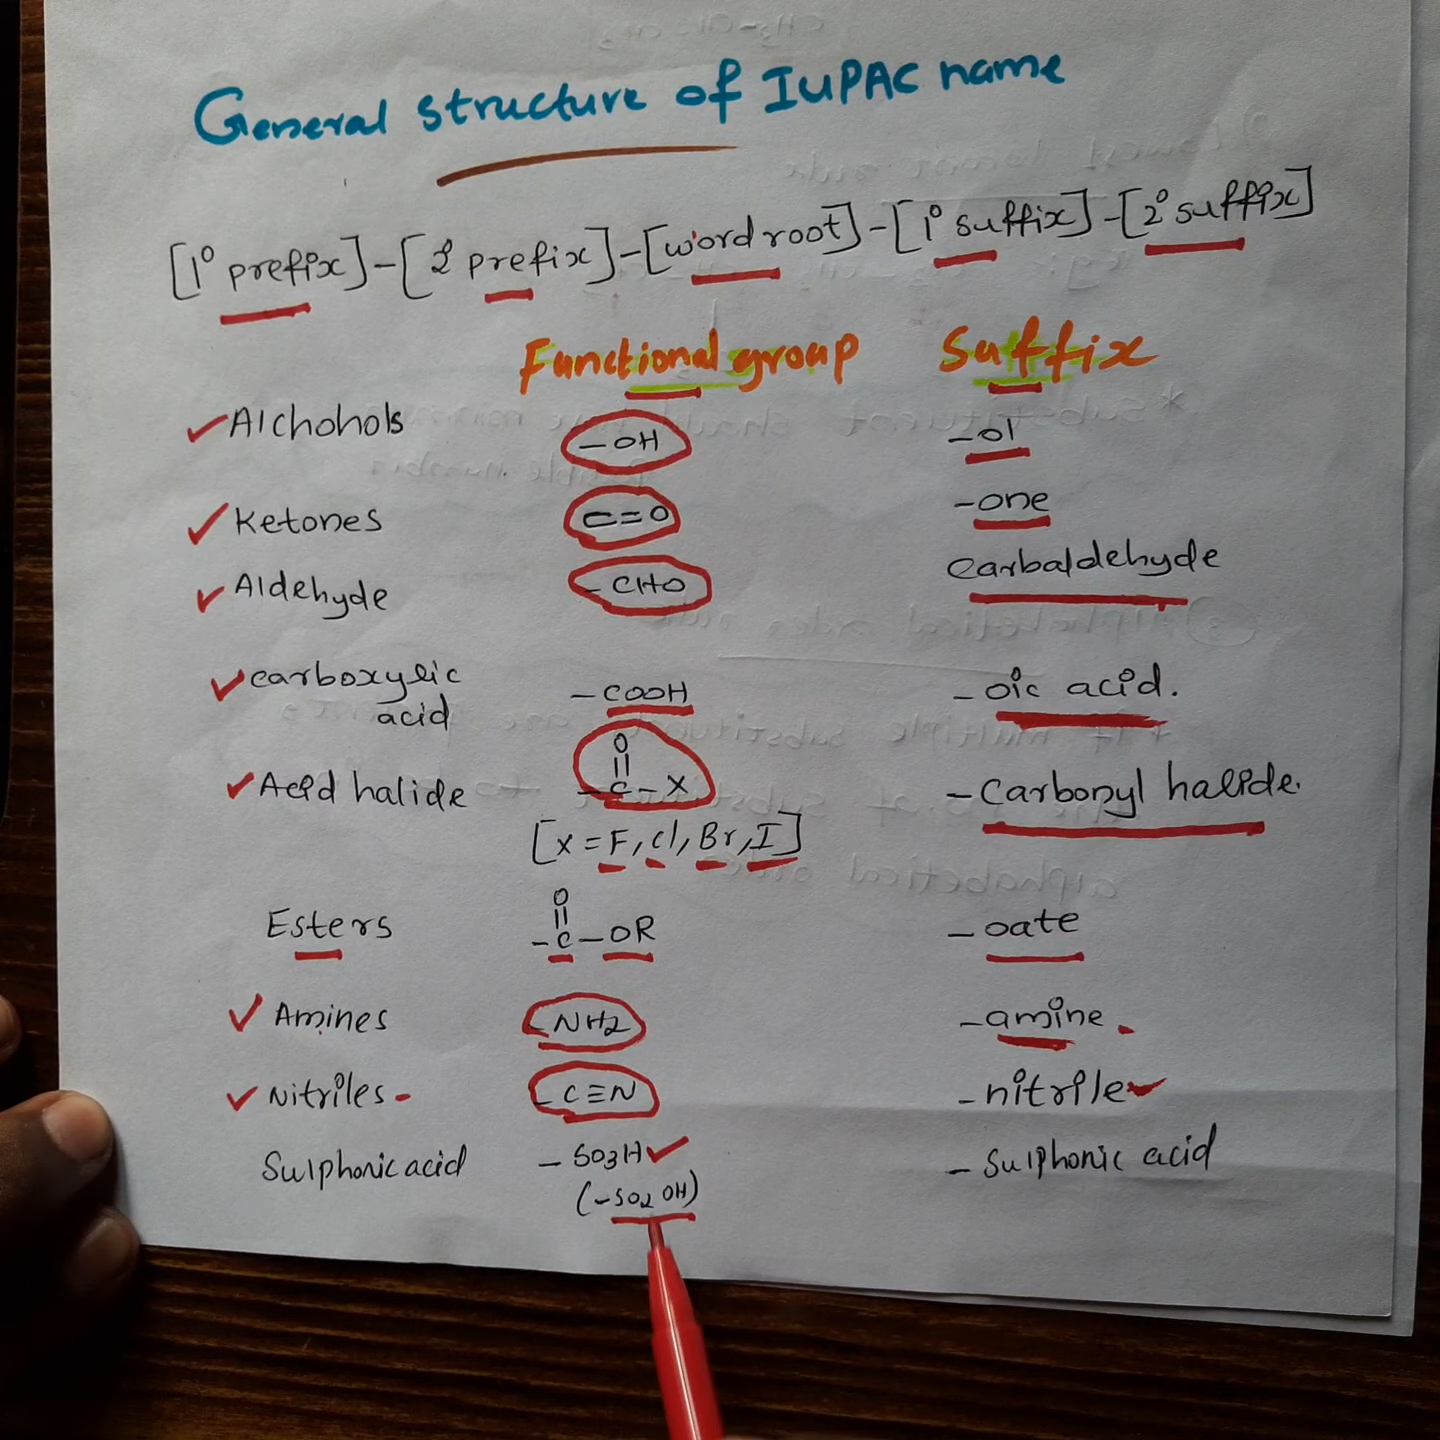 General structure of IUPAC name
[1° prefix]-[2° prefix]-[word root]-[1° suffix]-[2° suffix]
Functional group Suffix
Alchohols -OH -ol
Ketones C=O -one
Aldehyde -CHO Carbaldehyde
Carboxylic acid -COOH -oic acid.
O
||
Acid halide -C-X -Carbonyl halide.
[X = F, Cl, Br, I]
O
||
Esters -C-OR -oate
Amines -NH2 -amine
Nitriles -C≡N -nitrile
Sulphonic acid -SO3H -Sulphonic acid
(-SO2OH)